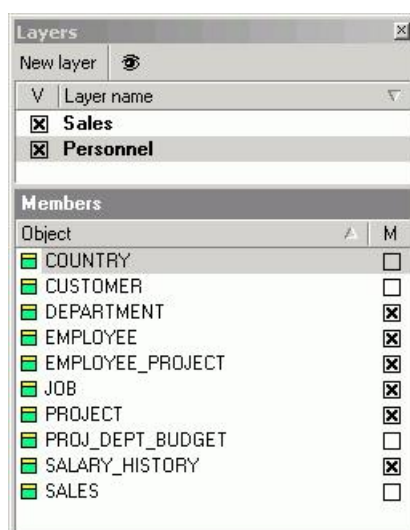 Layers
New layer
V Layer name
Sales
Personnel
Members
Object M
COUNTRY
CUSTOMER
DEPARTMENT
EMPLOYEE
EMPLOYEE_PROJECT
JOB
PROJECT
PROJ_DEPT_BUDGET
SALARY_HISTORY
SALES